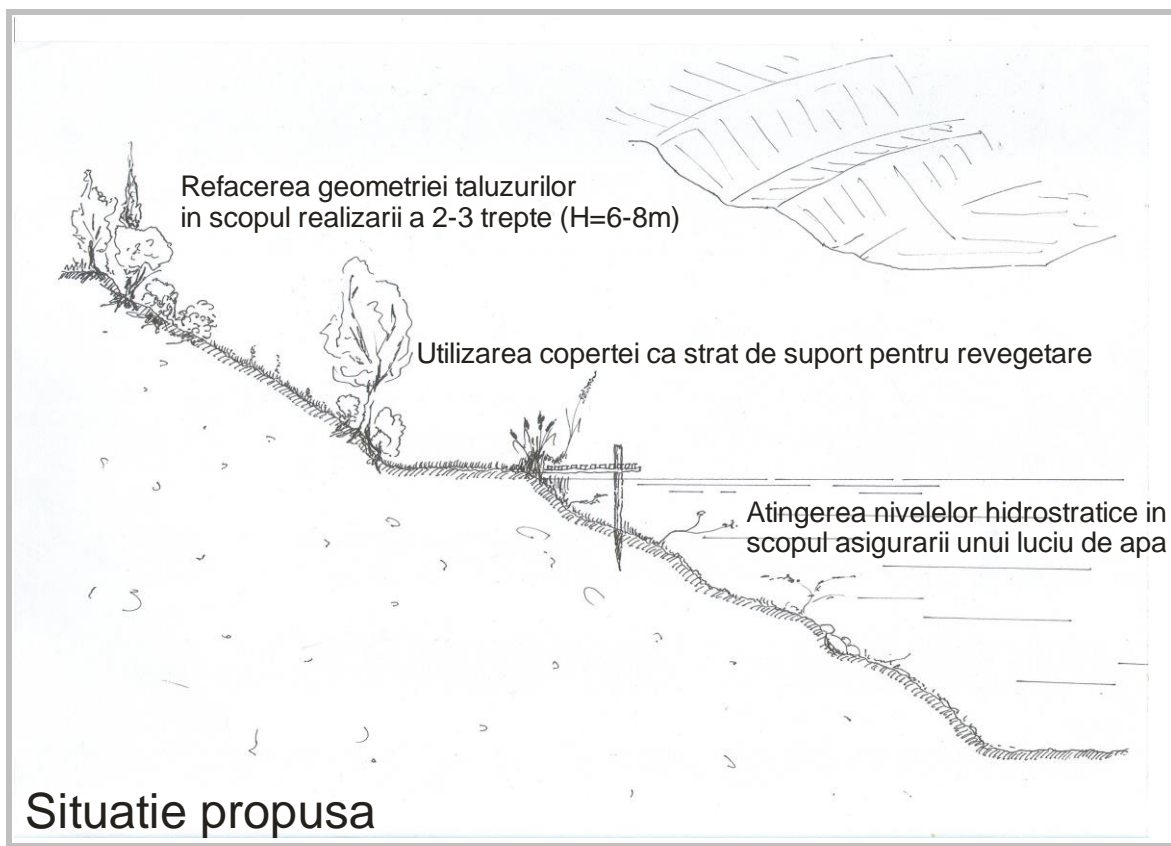 Refacerea geometriei taluzurilor
in scopul realizarii a 2-3 trepte (H=6-8m)
Utilizarea copertei ca strat de suport pentru revegetare
Atingerea nivelelor hidrostratice in
scopul asigurarii unui luciu de apa
Situatie propusa